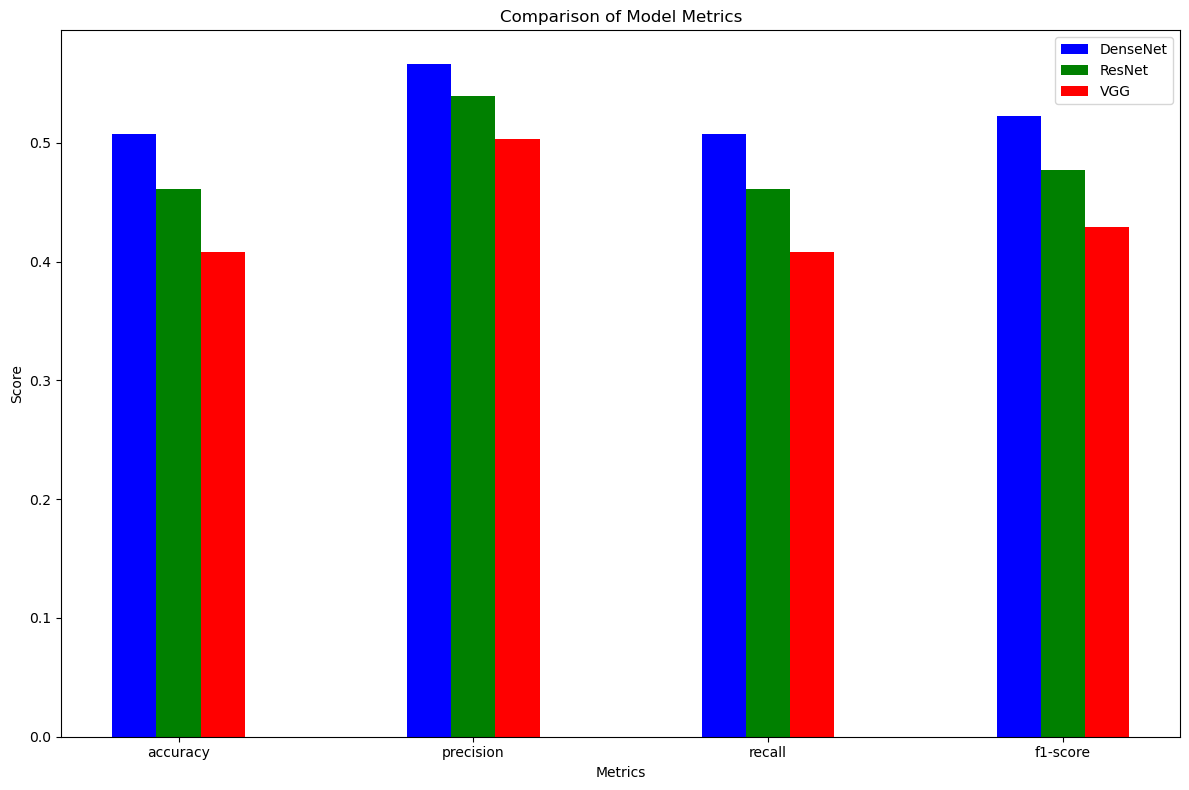 Comparison of Model Metrics
DenseNet
ResNet
VGG
Score
0.5
0.4
0.3
0.2
0.1
0.0
accuracy precision recall f1-score
Metrics